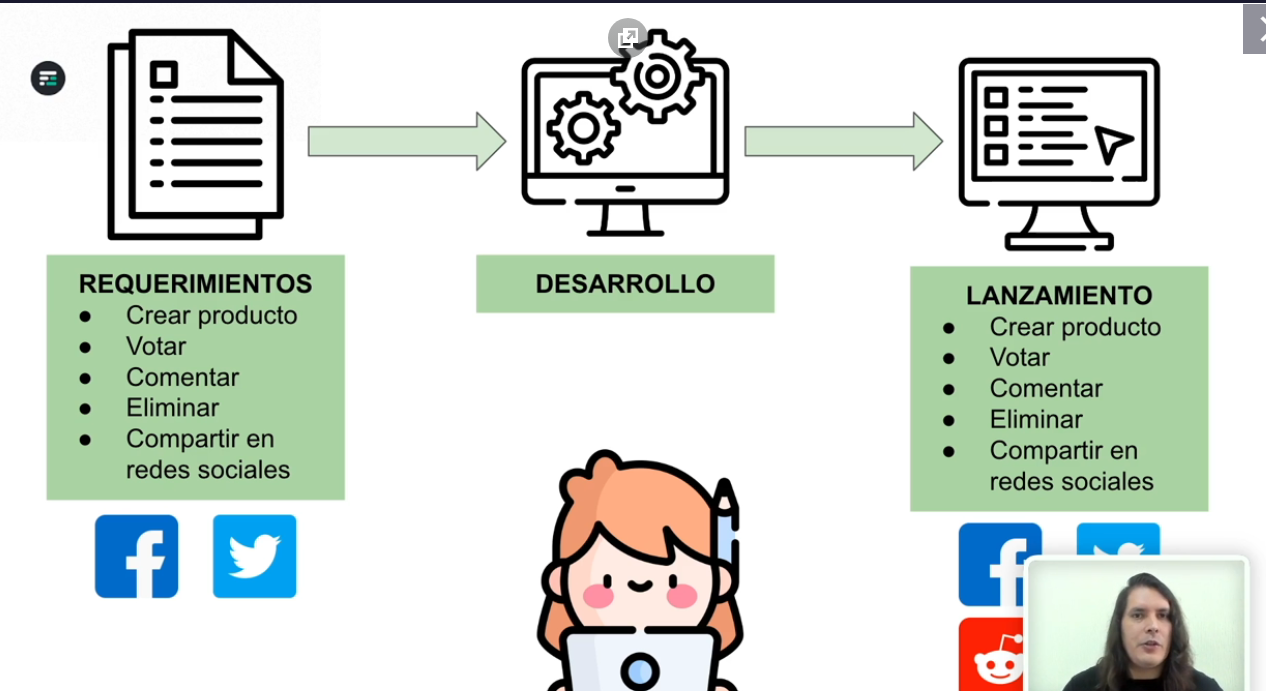 REQUERIMIENTOS
● Crear producto
● Votar
● Comentar
● Eliminar
● Compartir en
redes sociales
DESARROLLO
LANZAMIENTO
● Crear producto
● Votar
● Comentar
● Eliminar
● Compartir en
redes sociales